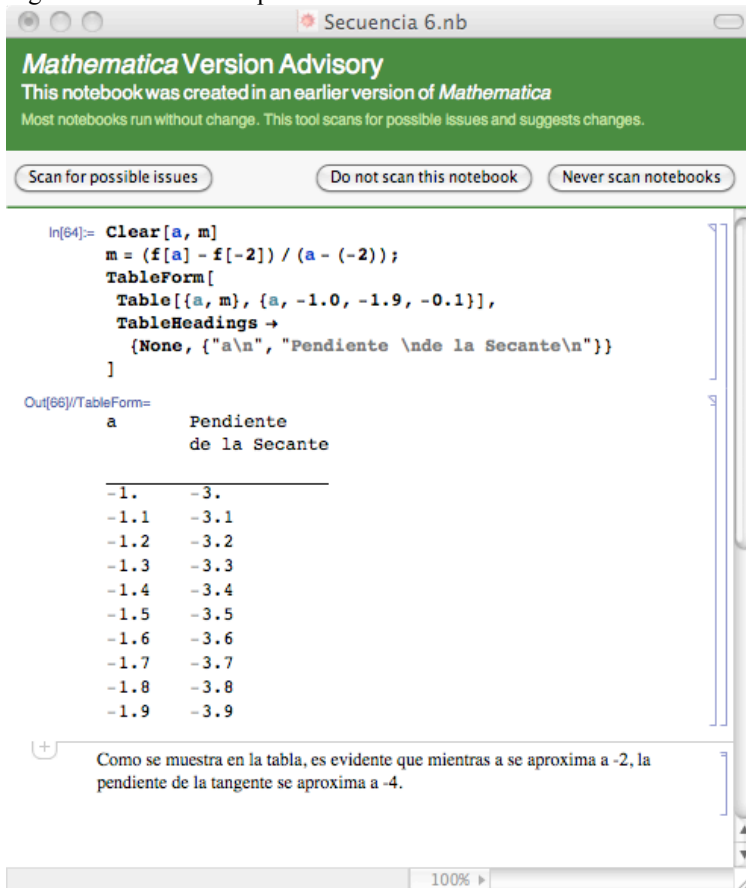 Secuencia 6.nb
Mathematica Version Advisory
This notebook was created in an earlier version of Mathematica
Most notebooks run without change. This tool scans for possible issues and suggests changes.
Scan for possible issues Do not scan this notebook Never scan notebooks
In[64]:= Clear[a, m]
m = (f[a] - f[-2]) / (a - (-2));
TableForm[
Table[{a, m}, {a, -1.0, -1.9, -0.1}],
TableHeadings →
{None, {"a\n", "Pendiente \nde la Secante\n"}}
]
Out[66]//TableForm=
a Pendiente
de la Secante
-1. -3.
-1.1 -3.1
-1.2 -3.2
-1.3 -3.3
-1.4 -3.4
-1.5 -3.5
-1.6 -3.6
-1.7 -3.7
-1.8 -3.8
-1.9 -3.9
Como se muestra en la tabla, es evidente que mientras a se aproxima a -2, la
pendiente de la tangente se aproxima a -4.
100%